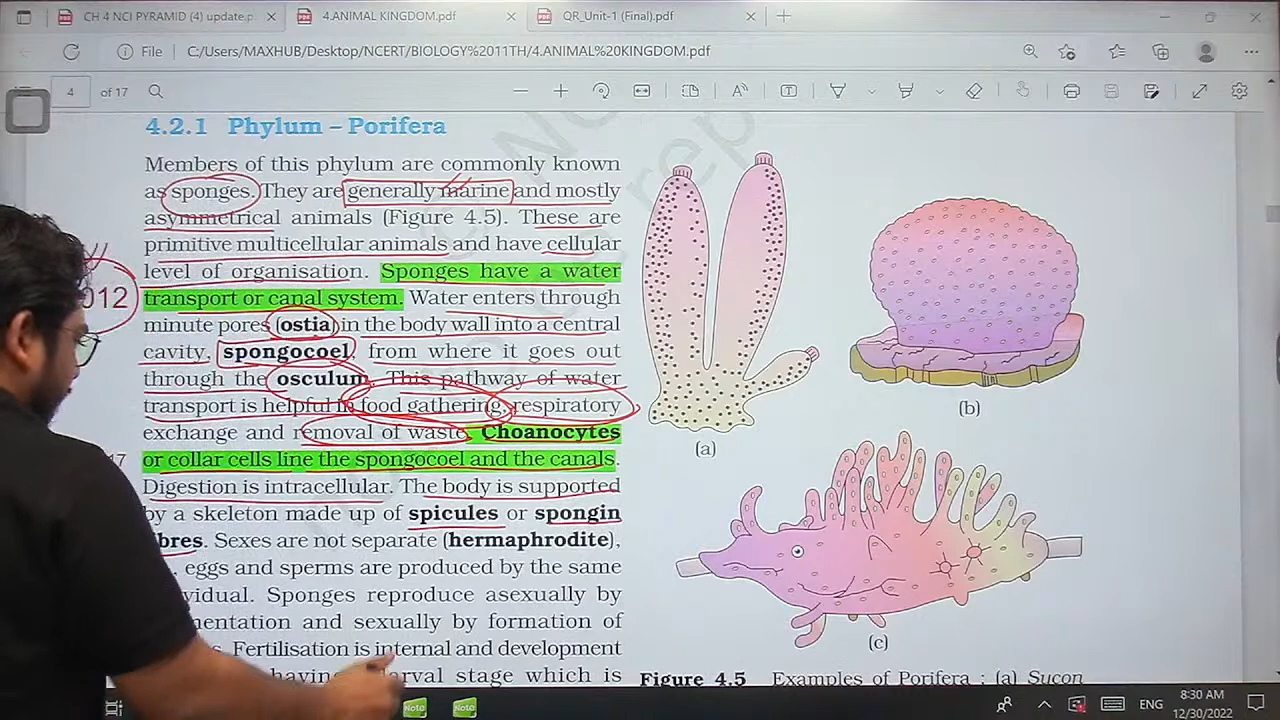 CH 4 NCI PYRAMID (4) update.p
4.ANIMAL KINGDOM.pdf
QR_Unit-1 (Final).pdf
File C:/Users/MAXHUB/Desktop/NCERT/BIOLOGY%2011TH/4.ANIMAL%20KINGDOM.pdf
4 of 17
4.2.1 Phylum – Porifera
Members of this phylum are commonly known
as sponges. They are generally marine and mostly
asymmetrical animals (Figure 4.5). These are
primitive multicellular animals and have cellular
level of organisation. Sponges have a water
012 transport or canal system. Water enters through
minute pores (ostia) in the body wall into a central
cavity, spongocoel, from where it goes out
through the osculum. This pathway of water
transport is helpful in food gathering, respiratory
exchange and removal of waste. Choanocytes
17 or collar cells line the spongocoel and the canals.
Digestion is intracellular. The body is supported
by a skeleton made up of spicules or spongin
fibres. Sexes are not separate (hermaphrodite),
eggs and sperms are produced by the same
ividual. Sponges reproduce asexually by
mentation and sexually by formation of
s. Fertilisation is internal and development
having larval stage which is
(a)
(b)
(c)
Figure 4.5 Examples of Porifera : (a) Sycon
Note
Note
ENG
8:30 AM
12/30/2022